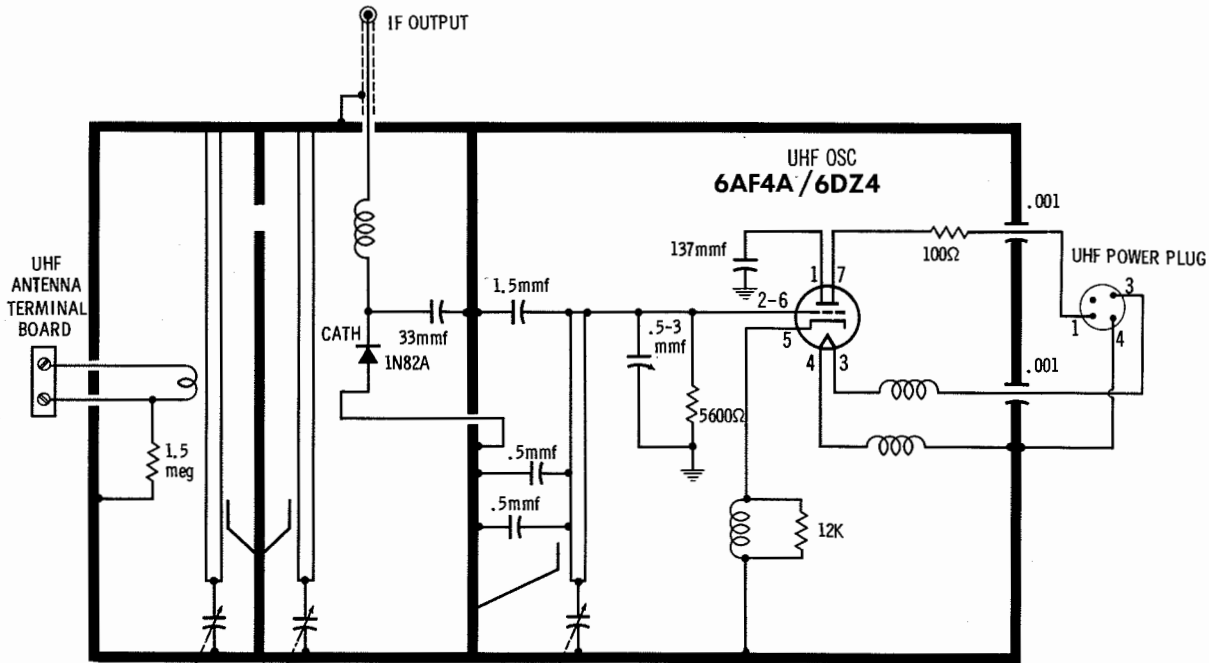 IF OUTPUT
UHF OSC
6AF4A/6DZ4
.001
137mmf
1 7
100Ω
UHF POWER PLUG
UHF
ANTENNA
TERMINAL
BOARD
1.5mmf
2-6
3
1
4
CATH
33mmf
5
.5-3
mmf
1N82A
4 3
.001
5600Ω
1.5
meg
.5mmf
.5mmf
12K